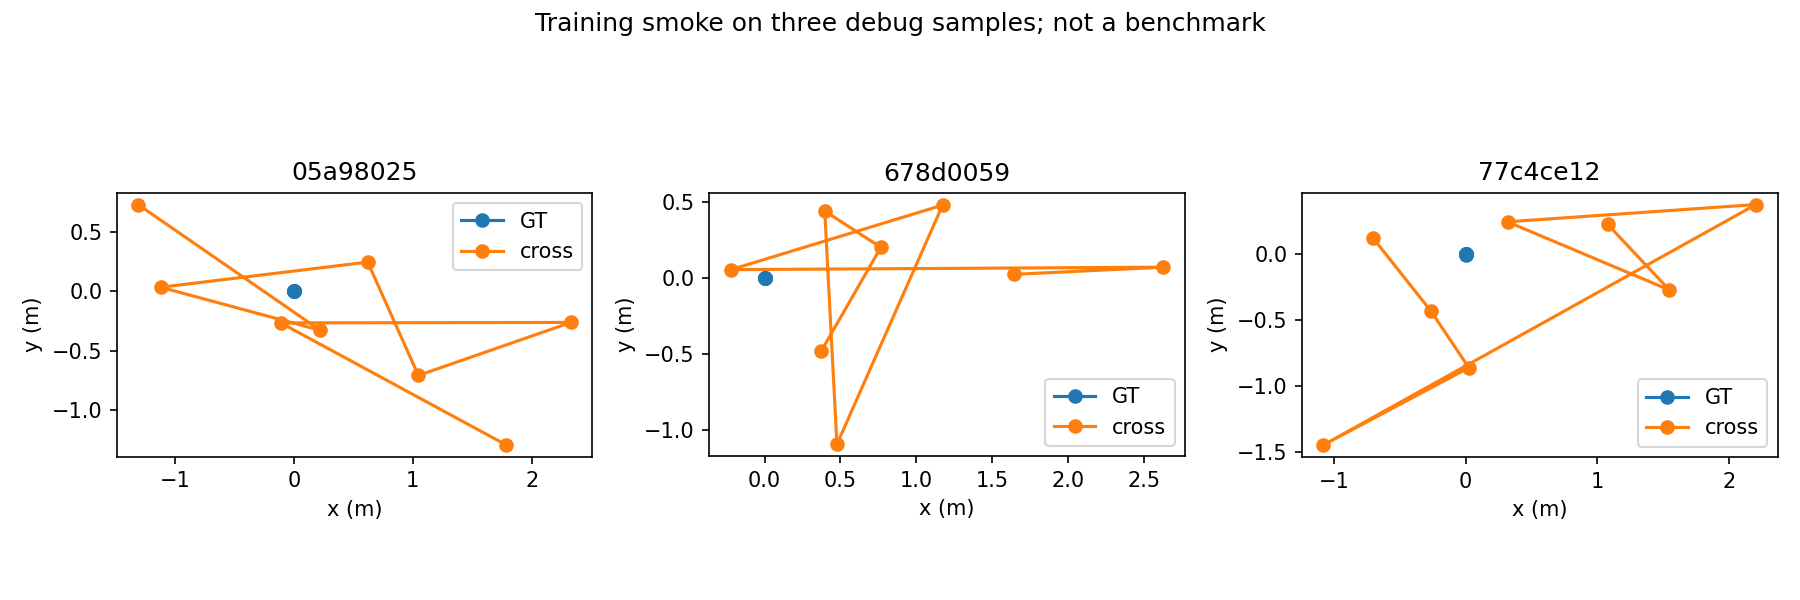 Training smoke on three debug samples; not a benchmark
05a98025
GT
cross
0.5
0.0
−0.5
−1.0
y (m)
−1
0
1
2
x (m)
678d0059
GT
cross
0.5
0.0
−0.5
−1.0
y (m)
0.0
0.5
1.0
1.5
2.0
2.5
x (m)
77c4ce12
GT
cross
0.0
−0.5
−1.0
−1.5
y (m)
−1
0
1
2
x (m)